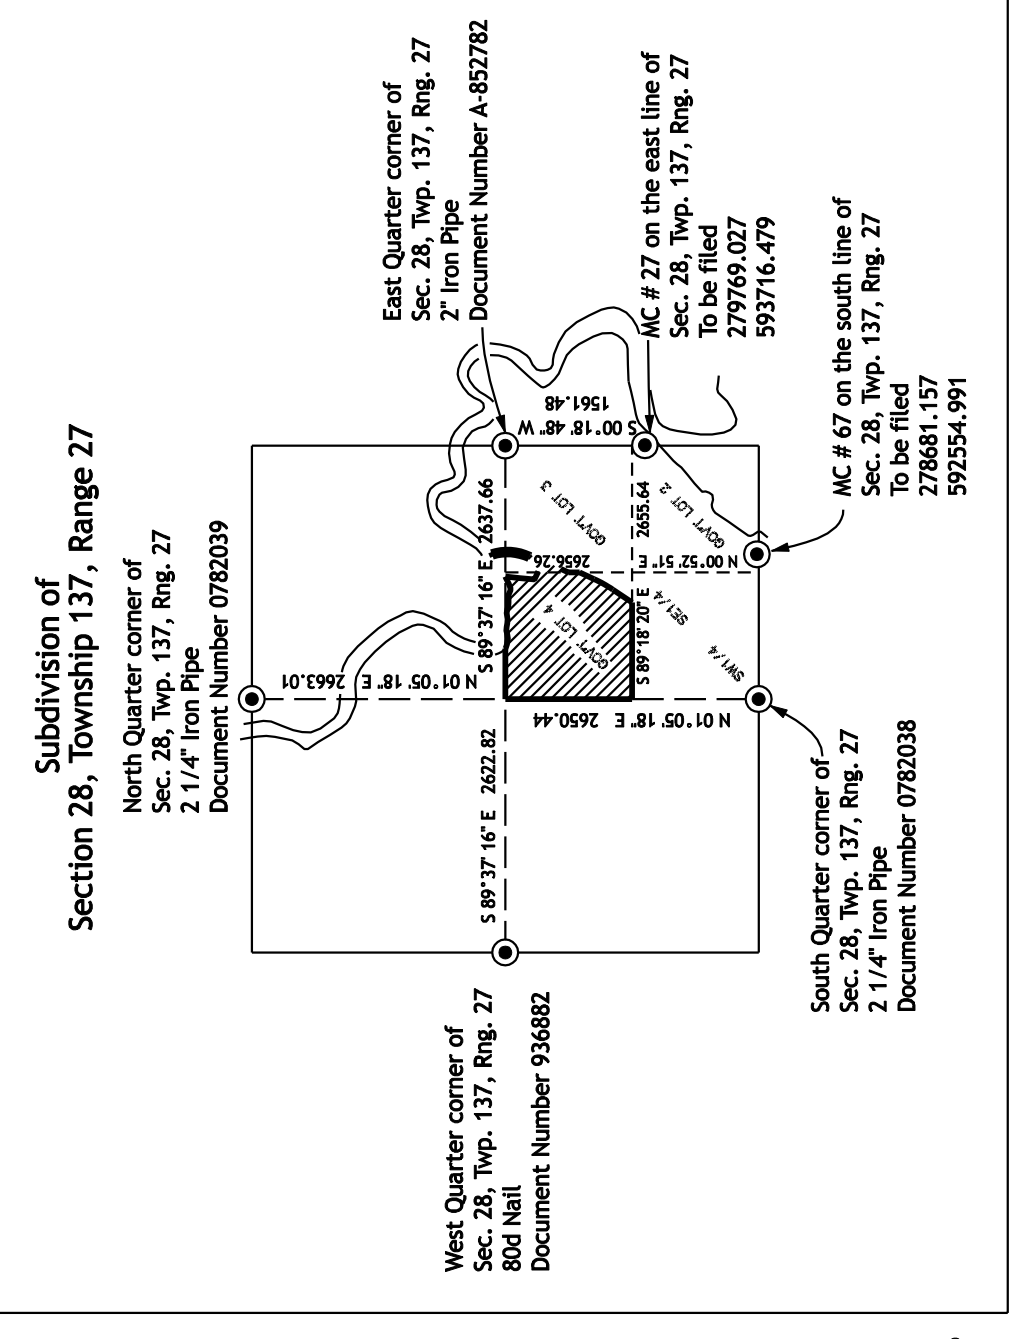 Subdivision of
Section 28, Township 137, Range 27
North Quarter corner of
Sec. 28, Twp. 137, Rng. 27
2 1/4" Iron Pipe
Document Number 0782039
East Quarter corner of
Sec. 28, Twp. 137, Rng. 27
2" Iron Pipe
Document Number A-852782
West Quarter corner of
Sec. 28, Twp. 137, Rng. 27
80d Nail
Document Number 936882
N 01°05' 18" E 2663.01
S 89°37' 16" E 2622.82
S 89°37' 16" E 2637.66
S 00°18' 48" W
1561.48
2656.26
N 00°52' 51" E
GOV'T LOT 3
GOV'T LOT 4
GOV'T LOT 2
S 89°18' 20" E 2655.64
N 01°05' 18" E 2650.44
SE1/4
SW1/4
MC # 27 on the east line of
Sec. 28, Twp. 137, Rng. 27
To be filed
279769.027
593716.479
MC # 67 on the south line of
Sec. 28, Twp. 137, Rng. 27
To be filed
278681.157
592554.991
South Quarter corner of
Sec. 28, Twp. 137, Rng. 27
2 1/4" Iron Pipe
Document Number 0782038